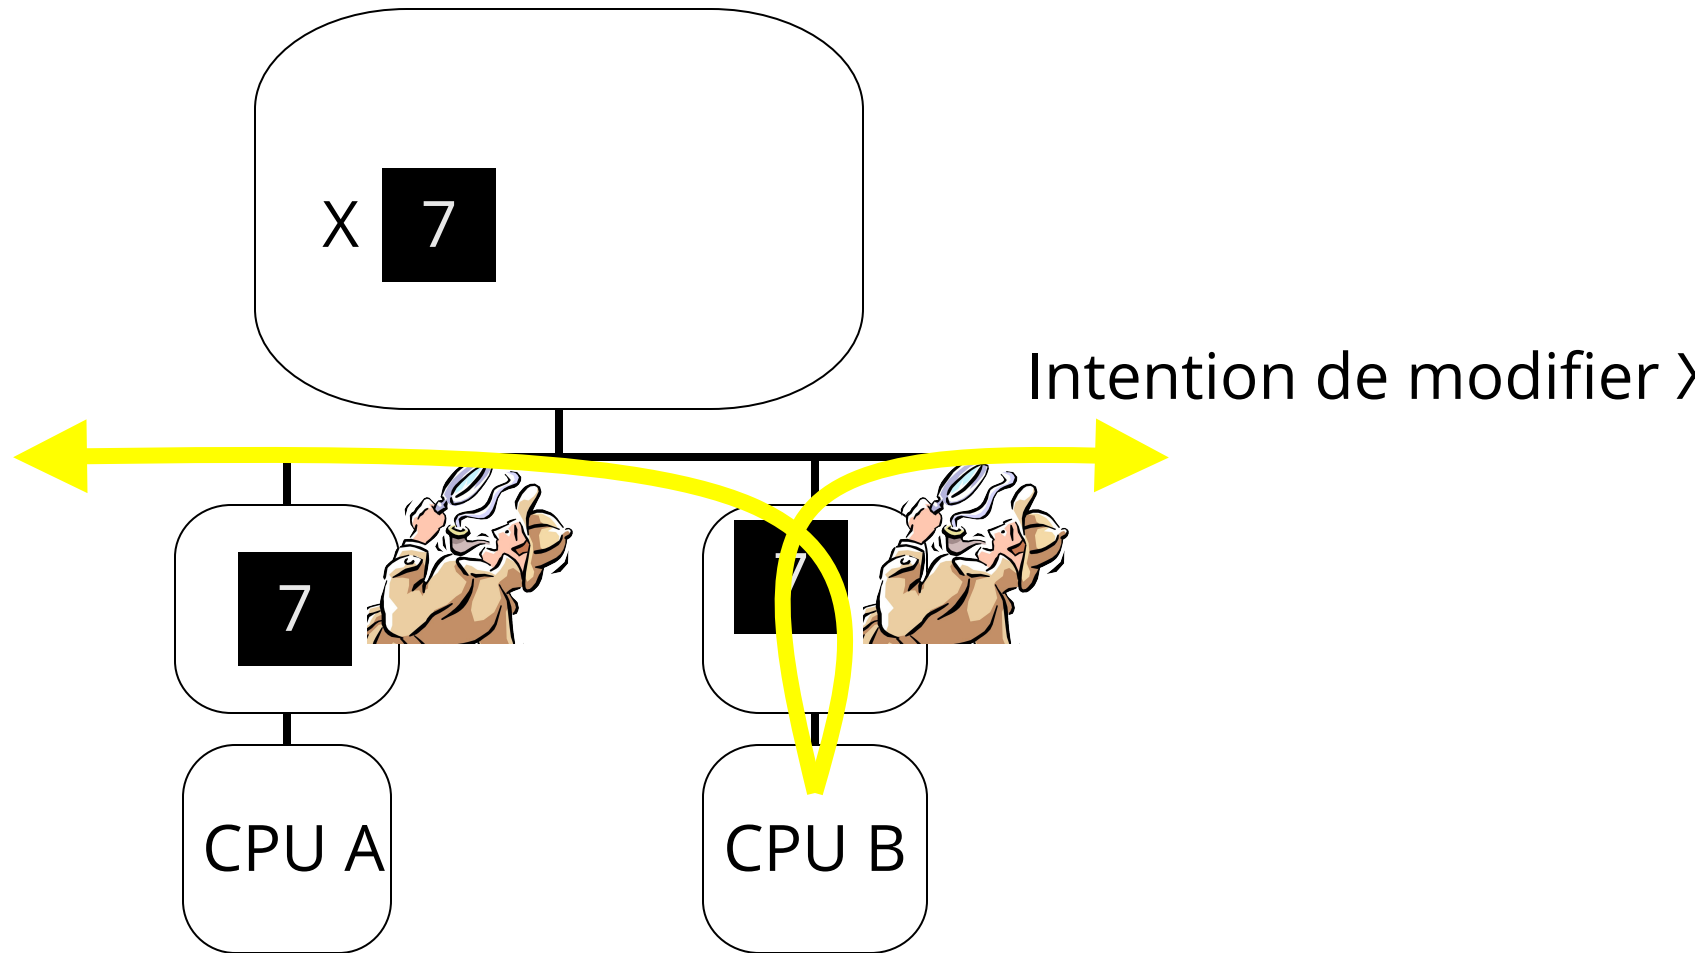 X 7
Intention de modifier X
7
7
CPU A
CPU B